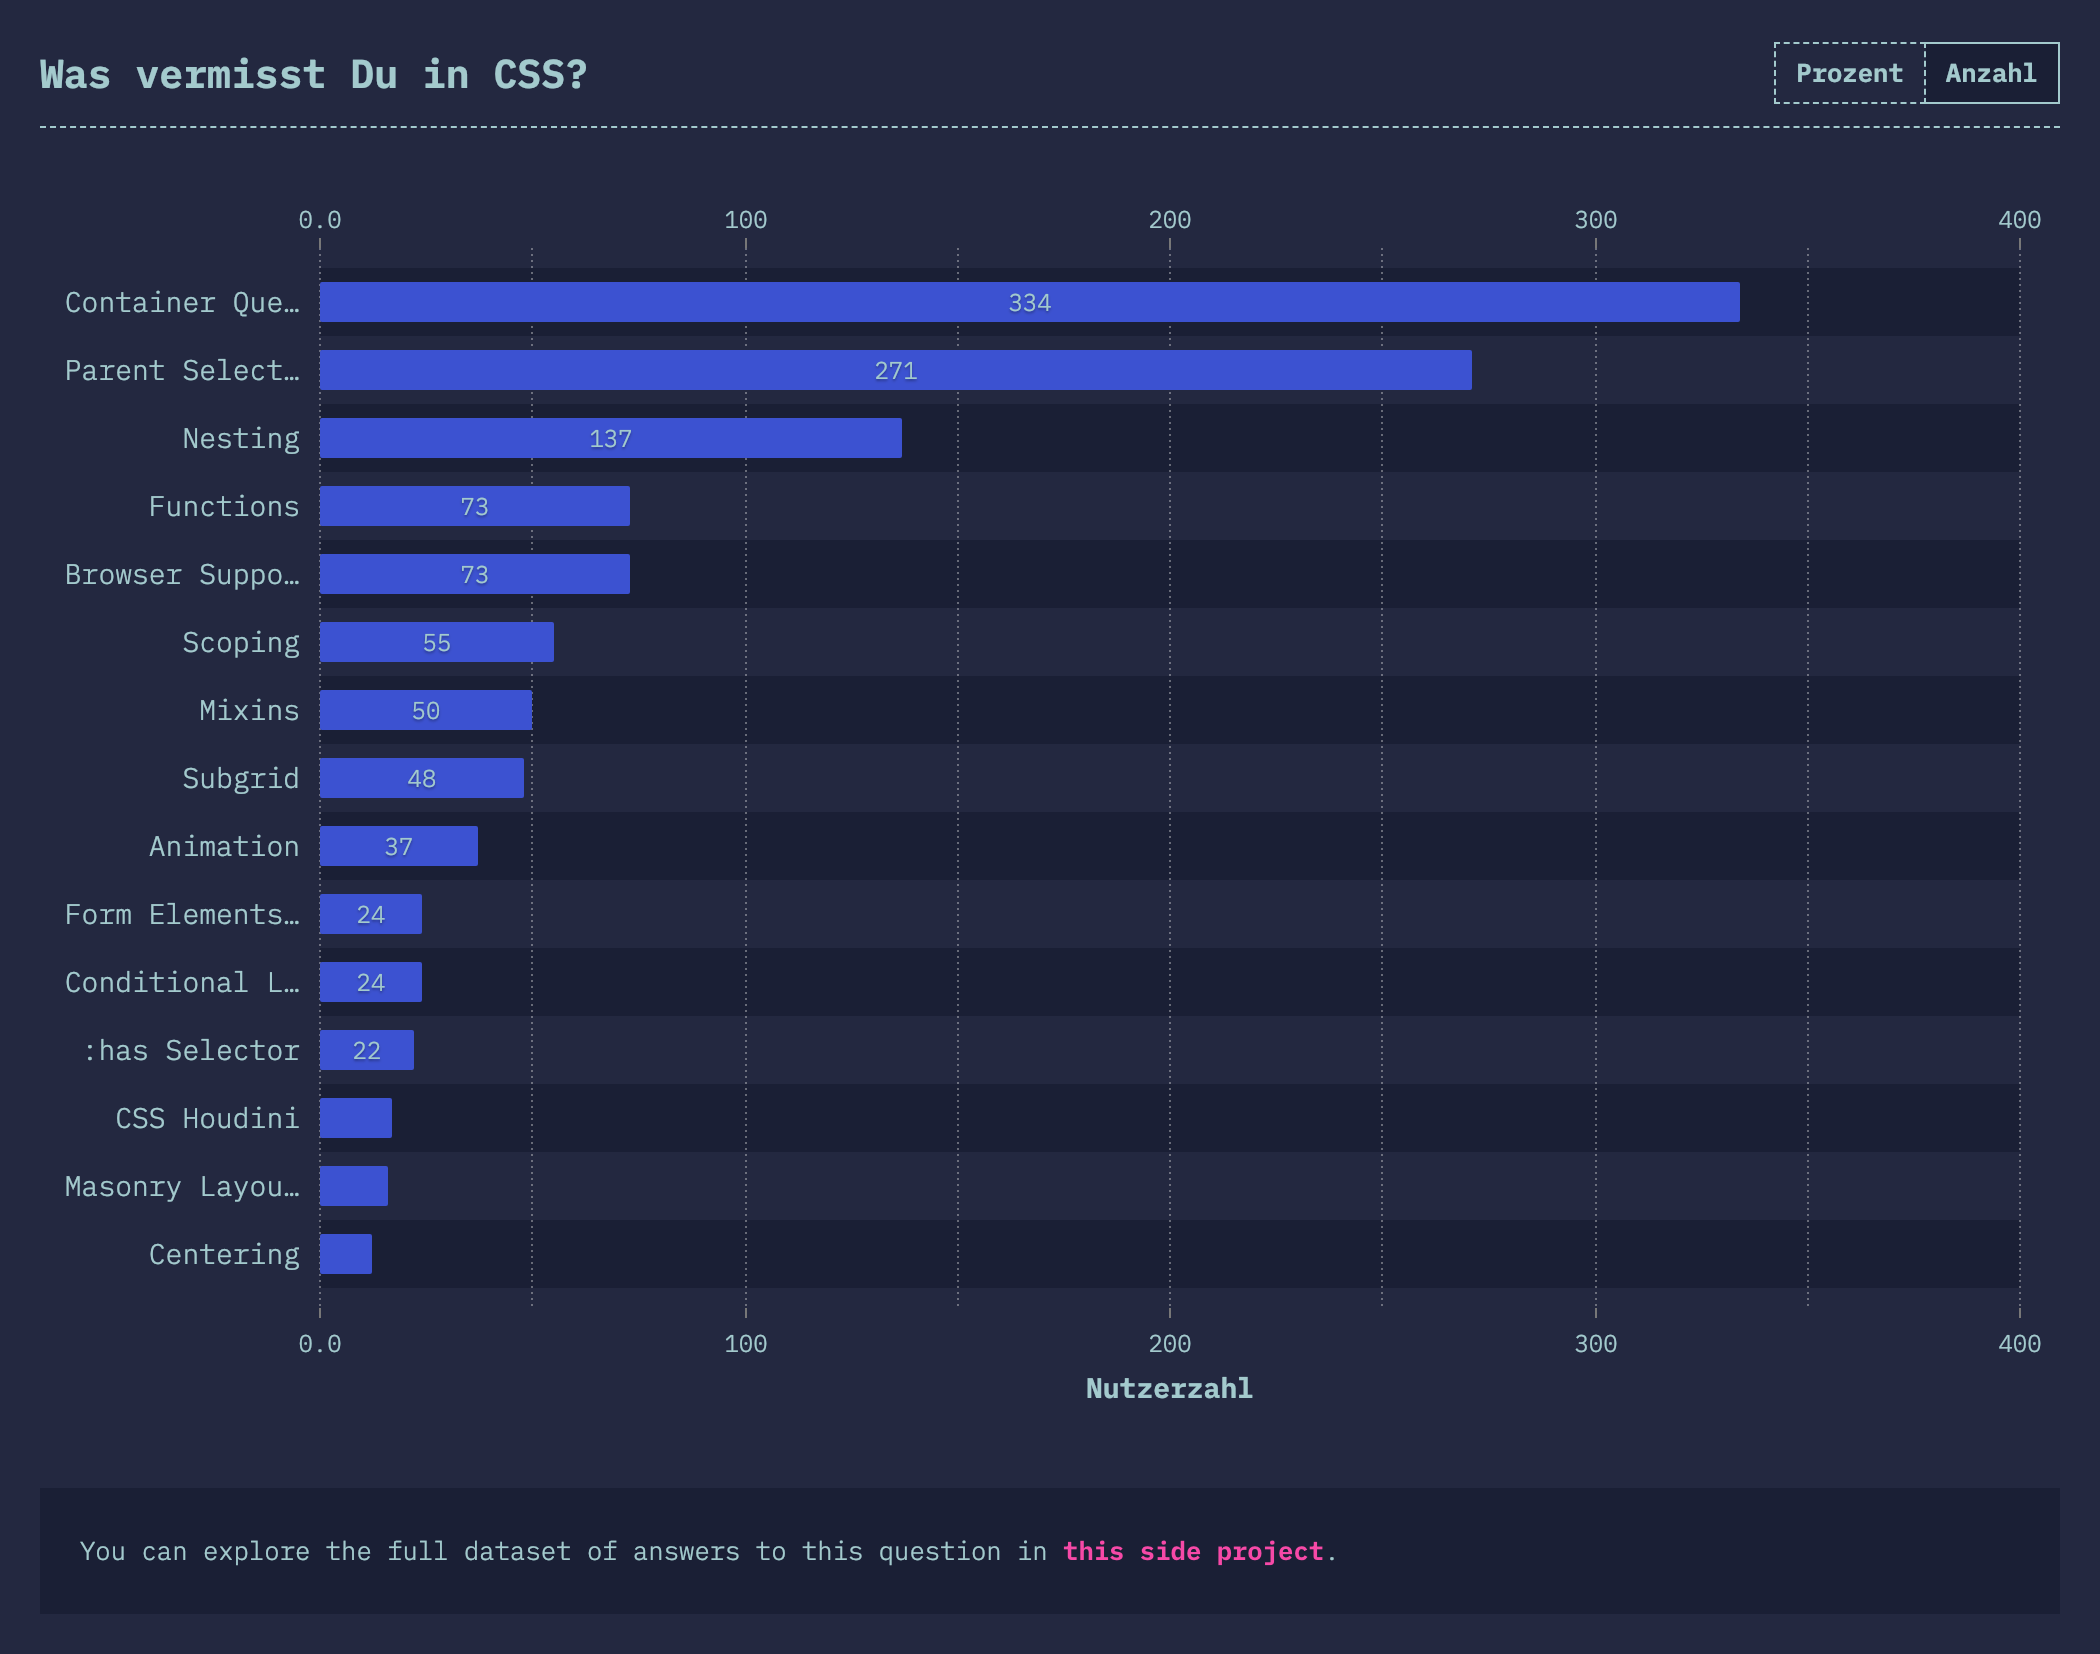 Was vermisst Du in CSS?
Prozent Anzahl
0.0 100 200 300 400
Container Que… 334
Parent Select… 271
Nesting 137
Functions 73
Browser Suppo… 73
Scoping 55
Mixins 50
Subgrid 48
Animation 37
Form Elements… 24
Conditional L… 24
:has Selector 22
CSS Houdini
Masonry Layou…
Centering
0.0 100 200 300 400
Nutzerzahl
You can explore the full dataset of answers to this question in this side project.